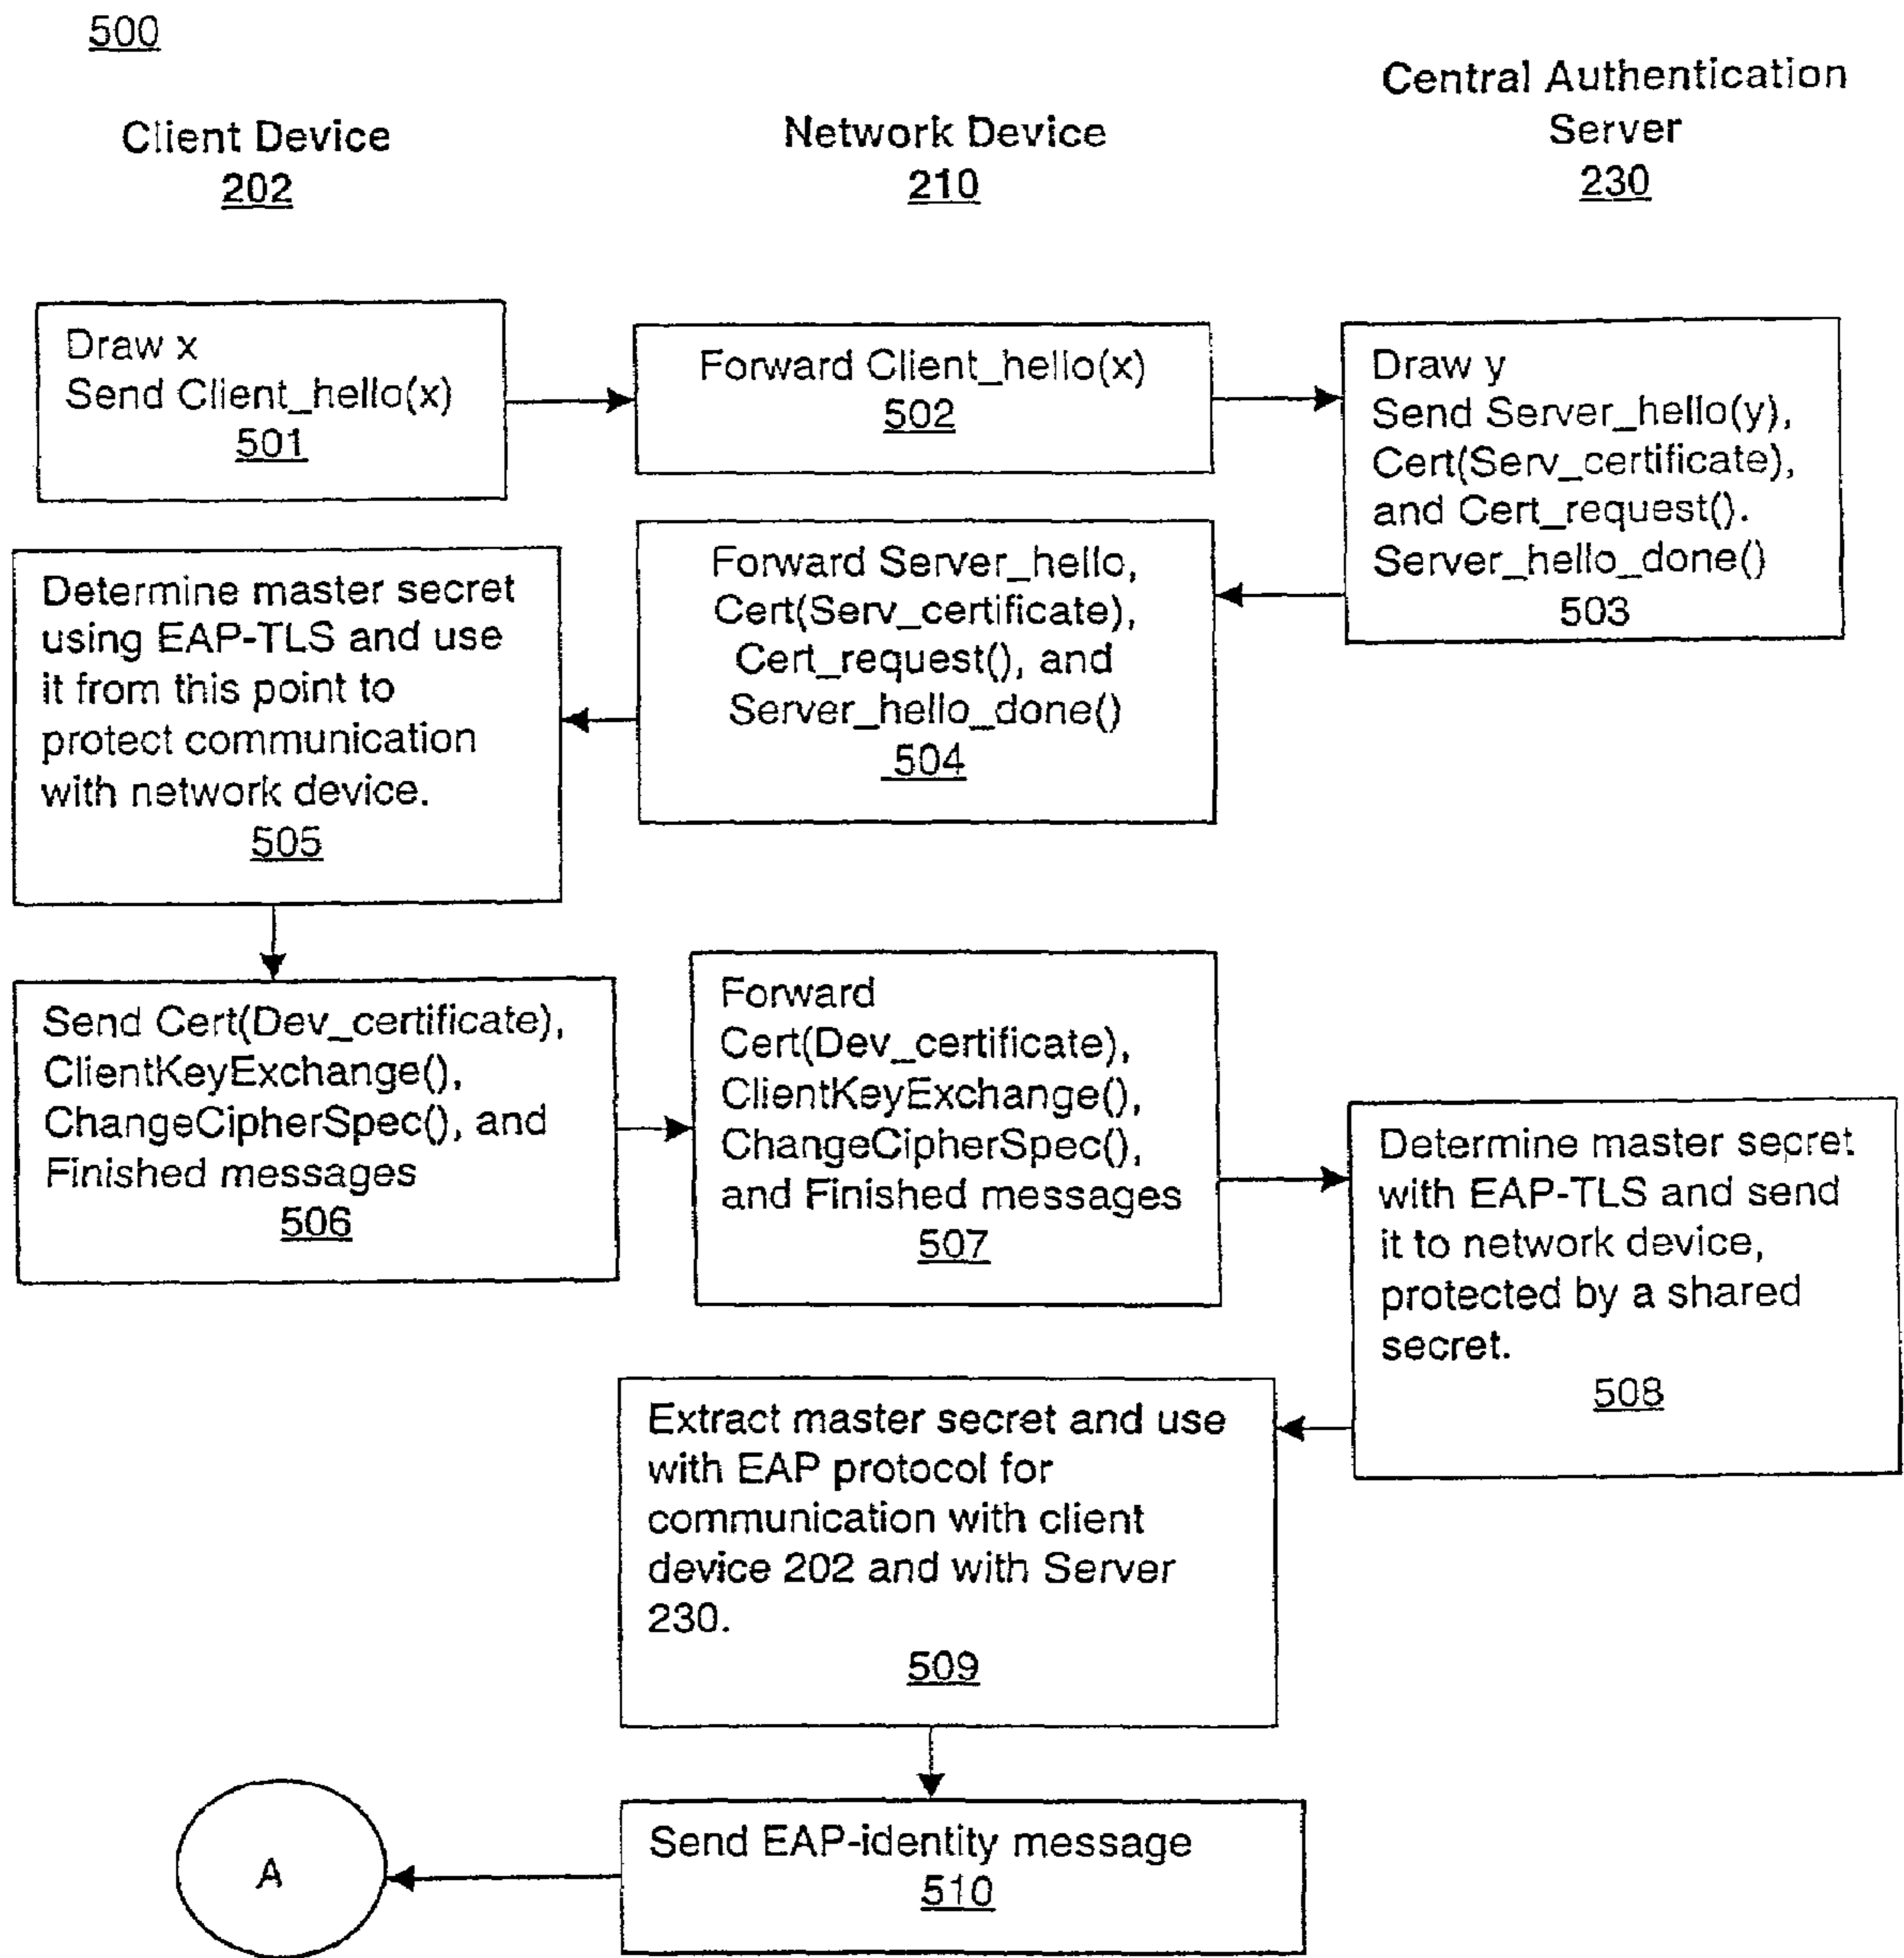 500
Client Device
202
Network Device
210
Central Authentication
Server
230
Draw x
Send Client_hello(x)
501
Forward Client_hello(x)
502
Draw y
Send Server_hello(y),
Cert(Serv_certificate),
and Cert_request().
Server_hello_done()
503
Forward Server_hello,
Cert(Serv_certificate),
Cert_request(), and
Server_hello_done()
504
Determine master secret
using EAP-TLS and use
it from this point to
protect communication
with network device.
505
Send Cert(Dev_certificate),
ClientKeyExchange(),
ChangeCipherSpec(), and
Finished messages
506
Forward
Cert(Dev_certificate),
ClientKeyExchange(),
ChangeCipherSpec(),
and Finished messages
507
Determine master secret
with EAP-TLS and send
it to network device,
protected by a shared
secret.
508
Extract master secret and use
with EAP protocol for
communication with client
device 202 and with Server
230.
509
Send EAP-identity message
510
A